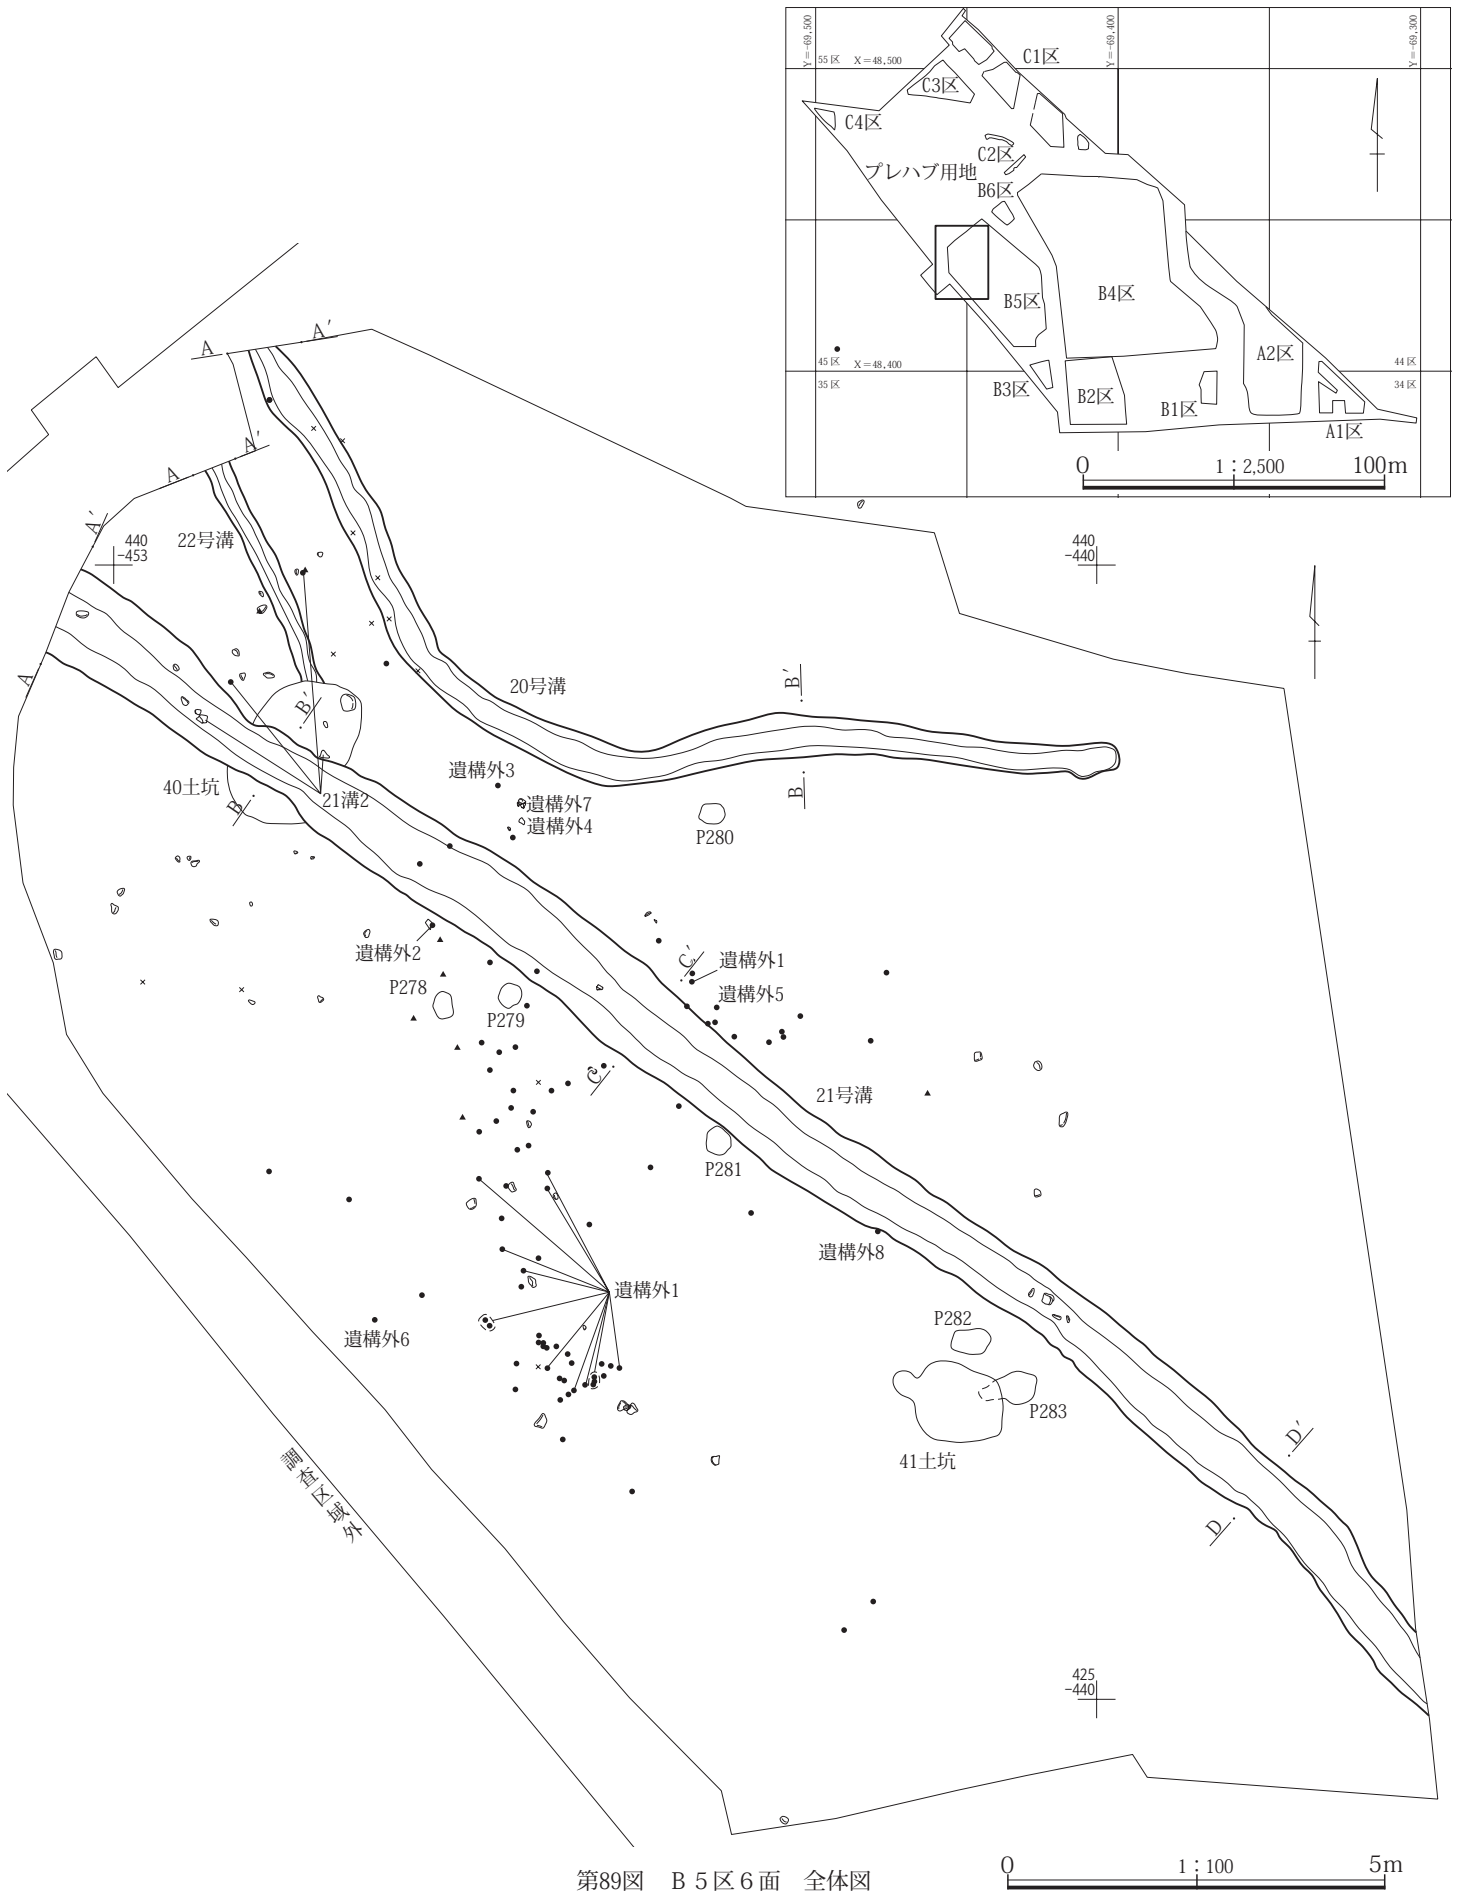 Y＝-69,500
Y＝-69,400
Y＝-69,300
55区 X＝48,500
C1区
C3区
C4区
C2区
プレハブ用地
B6区
B5区
B4区
45区 X＝48,400
44区
35区
34区
A2区
B3区
B2区
B1区
A1区
0 1：2,500 100m
A A′
A A′
A′
440
-453
22号溝
440
-440
A
20号溝
B′
B′
遺構外3
40土坑
B
21溝2
遺構外7
遺構外4
B
P280
遺構外2
C′
遺構外1
P278
遺構外5
P279
C
21号溝
P281
遺構外8
遺構外1
遺構外6
P282
P283
41土坑
D′
調査区域外
D
425
-440
第89図 B5区6面 全体図
0 1：100 5m